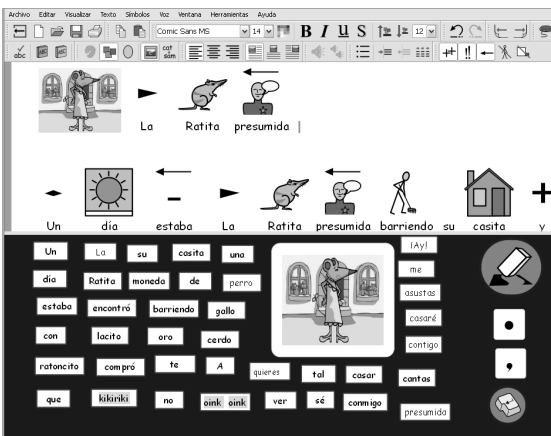 Archivo Editar Visualizar Texto Símbolos Voz Ventana Herramientas Ayuda
Comic Sans MS 14 B I U S 12
abc cat sam
La Ratita presumida
Un día estaba La Ratita presumida barriendo su casita y
Un La su casita una ¡Ay!
día Ratita moneda de perro me
estaba encontró barriendo gallo asustas
con lacito oro cerdo casaré
ratoncito compró te A quieres tal casar contigo
que kikiriki no oink oink ver sé conmigo cantas
presumida